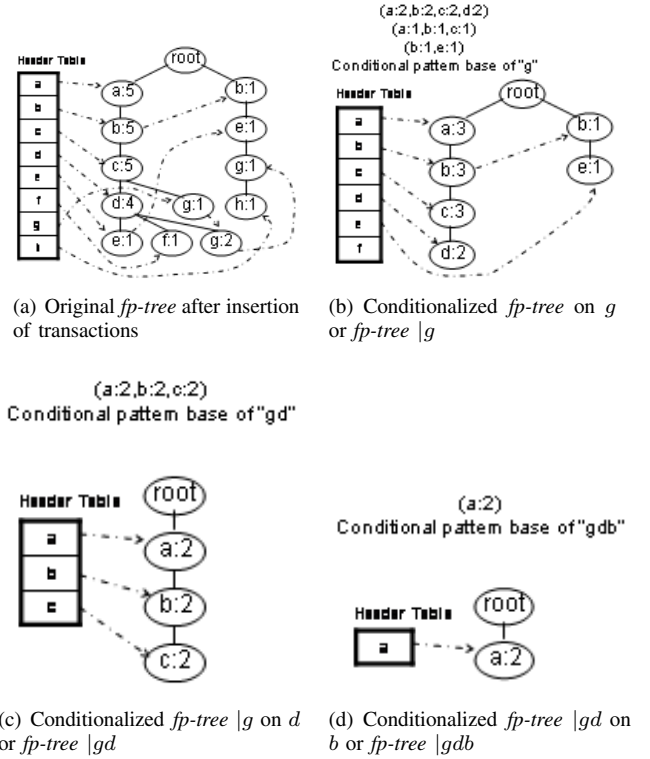 Header Table
a
b
c
d
e
f
g
root
a:5
b:1
b:5
e:1
c:5
g:1
d:4
g:1
h:1
e:1
f:1
g:2
(a) Original fp-tree after insertion
of transactions
(a:2,b:2,c:2,d:2)
(a:1,b:1,c:1)
(b:1,e:1)
Conditional pattern base of "g"
Header Table
a
b
c
d
e
f
root
a:3
b:1
b:3
e:1
c:3
d:2
(b) Conditionalized fp-tree on g
or fp-tree |g
(a:2,b:2,c:2)
Conditional pattern base of "gd"
Header Table
a
b
c
root
a:2
b:2
c:2
(c) Conditionalized fp-tree |g on d
or fp-tree |gd
(a:2)
Conditional pattern base of "gdb"
Header Table
a
root
a:2
(d) Conditionalized fp-tree |gd on
b or fp-tree |gdb